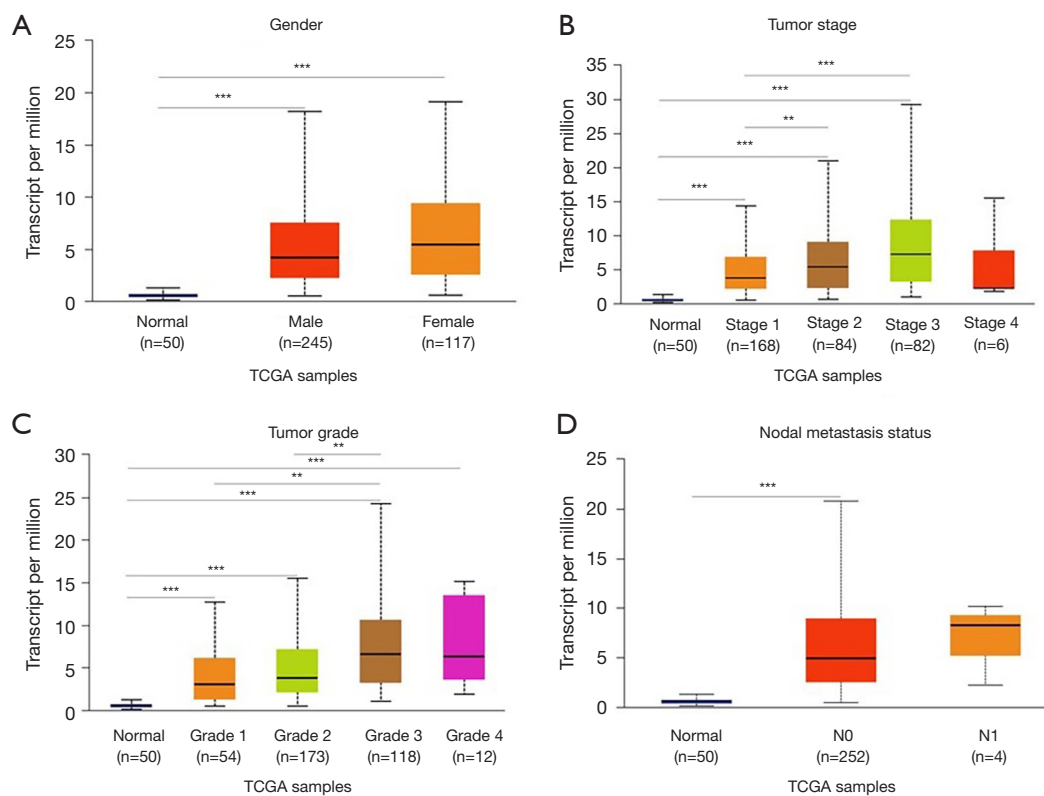 A
Gender
Transcript per million
25
20
15
10
5
0
***
***
Normal
(n=50)
Male
(n=245)
Female
(n=117)
TCGA samples
B
Tumor stage
Transcript per million
35
30
25
20
15
10
5
0
***
***
**
***
***
Normal
(n=50)
Stage 1
(n=168)
Stage 2
(n=84)
Stage 3
(n=82)
Stage 4
(n=6)
TCGA samples
C
Tumor grade
Transcript per million
30
25
20
15
10
5
0
**
***
**
***
***
***
Normal
(n=50)
Grade 1
(n=54)
Grade 2
(n=173)
Grade 3
(n=118)
Grade 4
(n=12)
TCGA samples
D
Nodal metastasis status
Transcript per million
25
20
15
10
5
0
***
Normal
(n=50)
N0
(n=252)
N1
(n=4)
TCGA samples